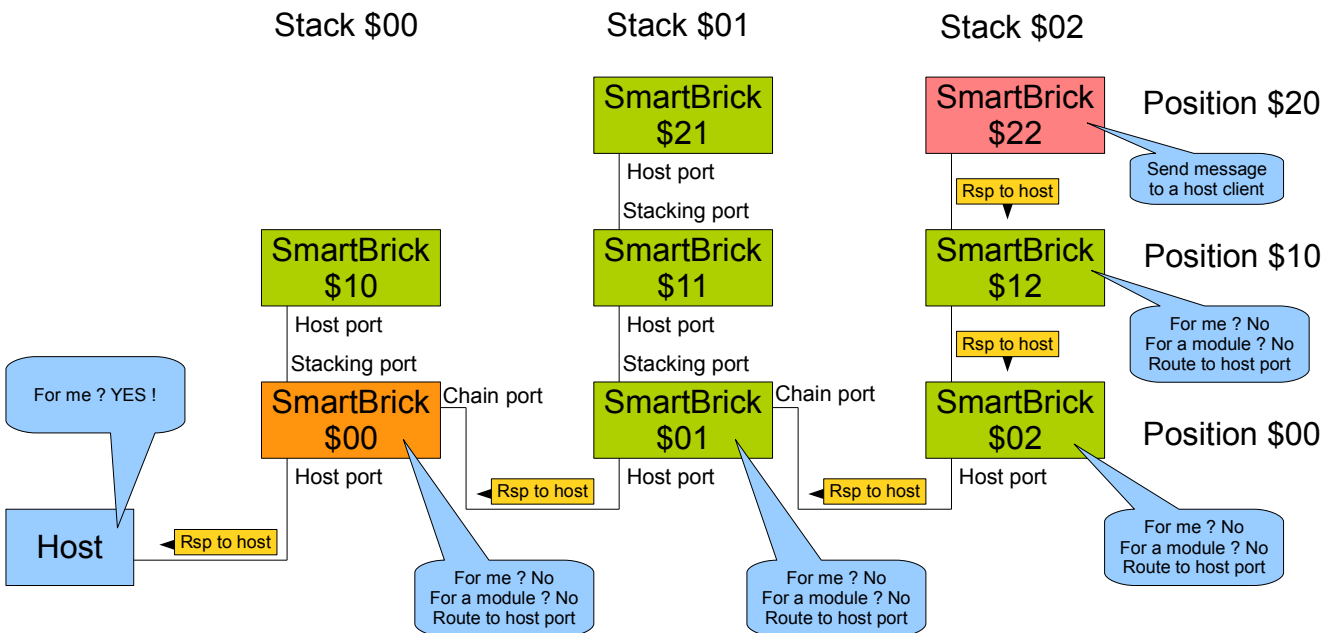 Stack $00
Stack $01
Stack $02
SmartBrick
$21
SmartBrick
$22
Position $20
Host port
Send message
to a host client
Rsp to host
Stacking port
SmartBrick
$10
SmartBrick
$11
SmartBrick
$12
Position $10
Host port
Host port
For me ? No
For a module ? No
Route to host port
Rsp to host
Stacking port
Stacking port
For me ? YES !
SmartBrick
$00
Chain port
SmartBrick
$01
Chain port
SmartBrick
$02
Position $00
Host port
Host port
Host port
Rsp to host
Rsp to host
Host
Rsp to host
For me ? No
For a module ? No
Route to host port
For me ? No
For a module ? No
Route to host port
For me ? No
For a module ? No
Route to host port